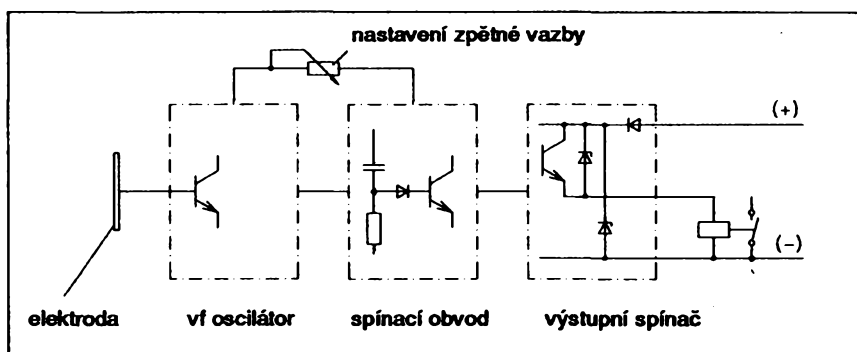 nastavení zpětné vazby
(+)
(-)
elektroda
vf oscilátor
spínací obvod
výstupní spínač